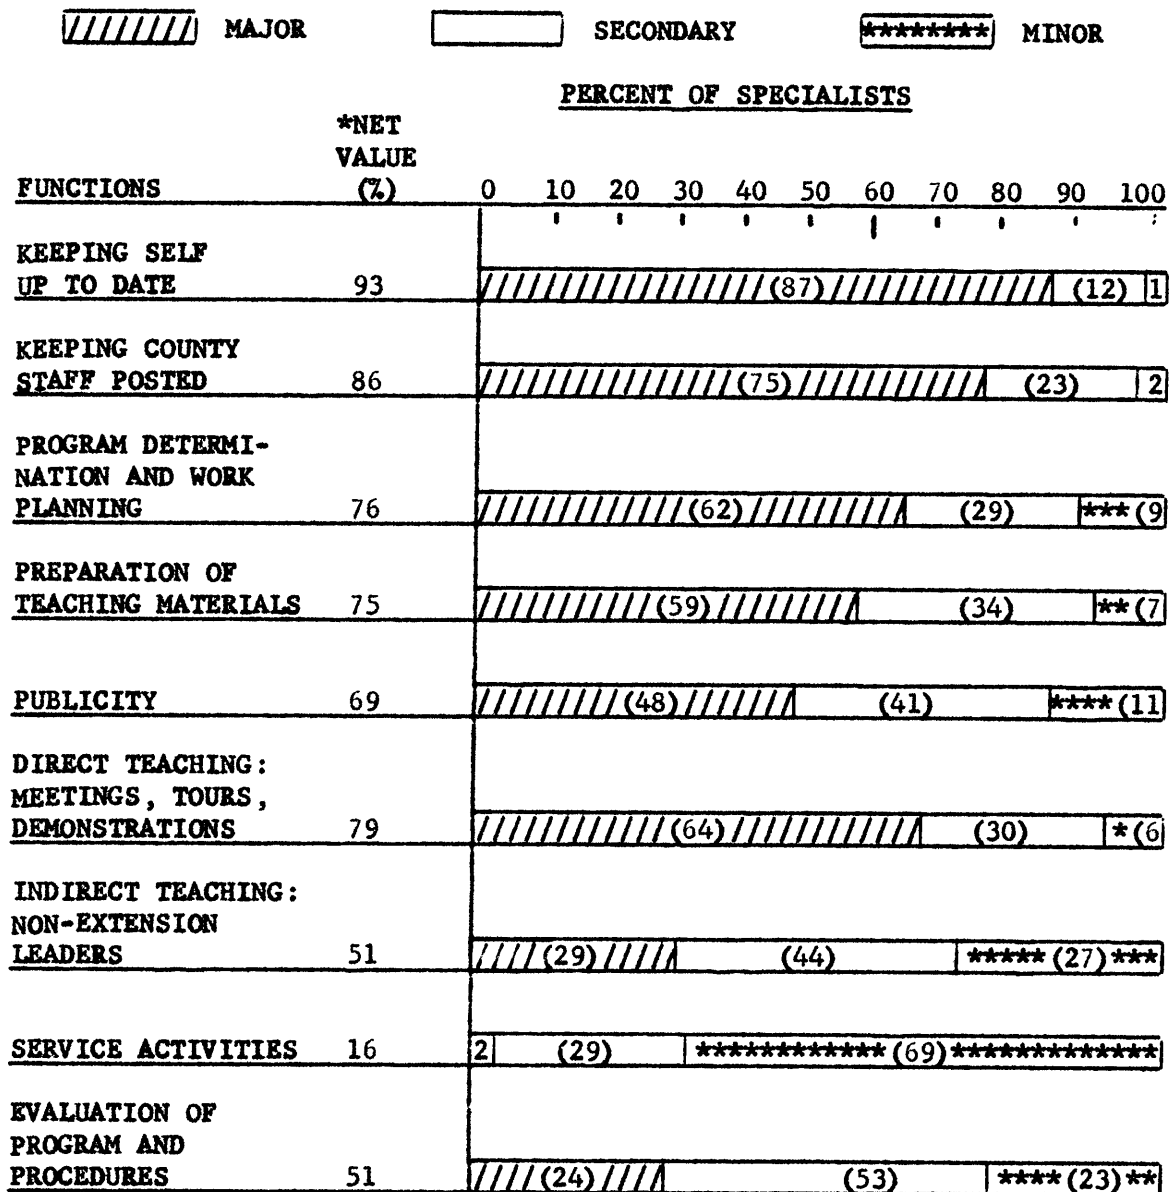 MAJOR SECONDARY ******** MINOR
PERCENT OF SPECIALISTS
*NET
VALUE
FUNCTIONS (%) 0 10 20 30 40 50 60 70 80 90 100
KEEPING SELF
UP TO DATE 93 (87) (12) 1
KEEPING COUNTY
STAFF POSTED 86 (75) (23) 2
PROGRAM DETERMI-
NATION AND WORK
PLANNING 76 (62) (29) *** (9
PREPARATION OF
TEACHING MATERIALS 75 (59) (34) ** (7
PUBLICITY 69 (48) (41) **** (11
DIRECT TEACHING:
MEETINGS, TOURS,
DEMONSTRATIONS 79 (64) (30) * (6
INDIRECT TEACHING:
NON-EXTENSION
LEADERS 51 (29) (44) ***** (27) ***
SERVICE ACTIVITIES 16 2 (29) ************ (69) *************
EVALUATION OF
PROGRAM AND
PROCEDURES 51 (24) (53) **** (23) **